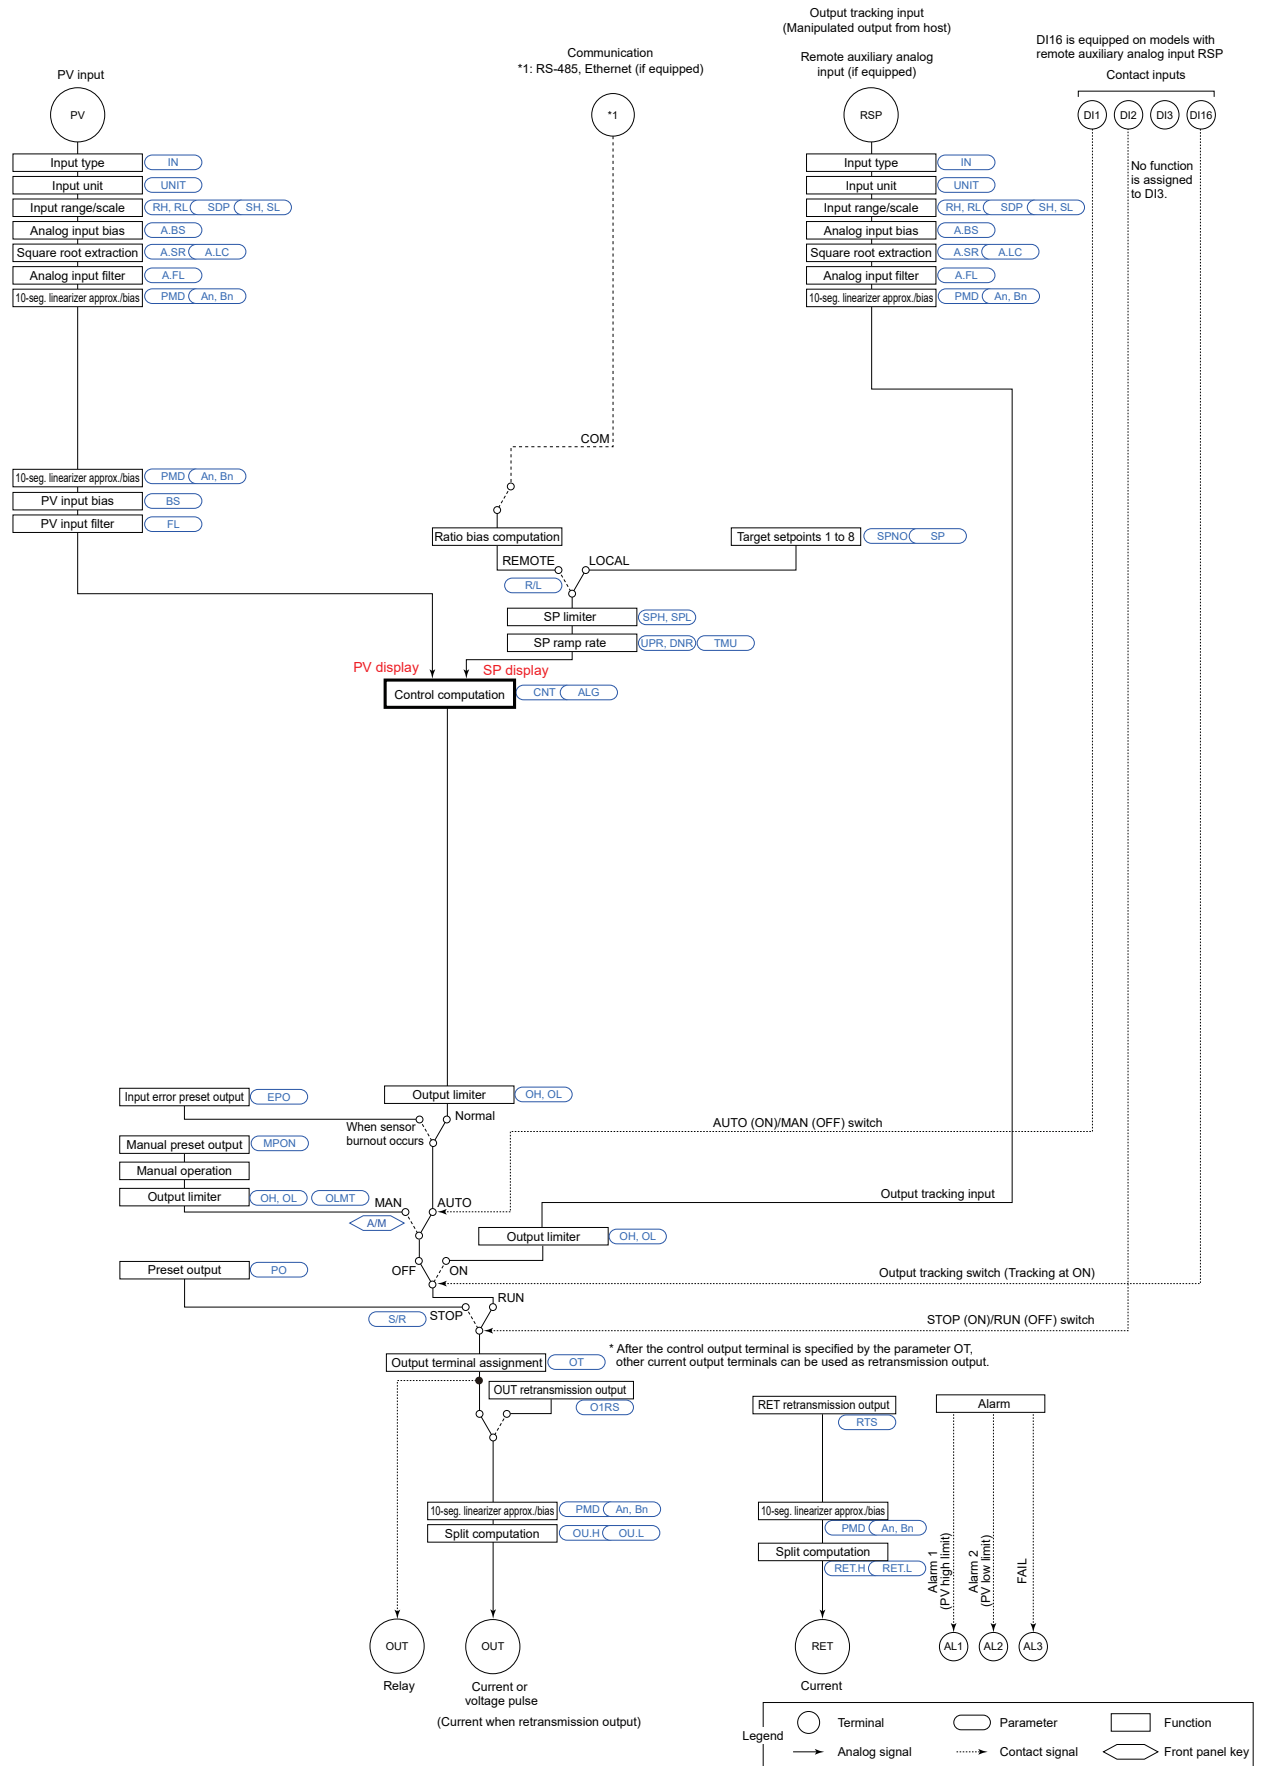 Output tracking input
(Manipulated output from host)
Communication
*1: RS-485, Ethernet (if equipped)
Remote auxiliary analog
input (if equipped)
DI16 is equipped on models with
remote auxiliary analog input RSP
PV input
Contact inputs
PV
*1
RSP
DI1
DI2
DI3
DI16
Input type
IN
Input unit
UNIT
Input range/scale
RH, RL
SDP
SH, SL
Analog input bias
A.BS
Square root extraction
A.SR
A.LC
Analog input filter
A.FL
10-seg. linearizer approx./bias
PMD
An, Bn
Input type
IN
Input unit
UNIT
Input range/scale
RH, RL
SDP
SH, SL
Analog input bias
A.BS
Square root extraction
A.SR
A.LC
Analog input filter
A.FL
10-seg. linearizer approx./bias
PMD
An, Bn
No function
is assigned
to DI3.
COM
10-seg. linearizer approx./bias
PMD
An, Bn
PV input bias
BS
PV input filter
FL
Ratio bias computation
Target setpoints 1 to 8
SPNO
SP
REMOTE
LOCAL
R/L
SP limiter
SPH, SPL
SP ramp rate
UPR, DNR
TMU
PV display
SP display
Control computation
CNT
ALG
Output limiter
OH, OL
Input error preset output
EPO
When sensor
burnout occurs
Normal
AUTO (ON)/MAN (OFF) switch
Manual preset output
MPON
Manual operation
Output limiter
OH, OL
OLMT
MAN
AUTO
A/M
Output tracking input
Output limiter
OH, OL
Preset output
PO
OFF
ON
Output tracking switch (Tracking at ON)
RUN
S/R
STOP
STOP (ON)/RUN (OFF) switch
Output terminal assignment
OT
* After the control output terminal is specified by the parameter OT,
other current output terminals can be used as retransmission output.
OUT retransmission output
O1RS
RET retransmission output
RTS
Alarm
10-seg. linearizer approx./bias
PMD
An, Bn
Split computation
OU.H
OU.L
10-seg. linearizer approx./bias
PMD
An, Bn
Split computation
RET.H
RET.L
Alarm 1
(PV high limit)
Alarm 2
(PV low limit)
FAIL
OUT
OUT
RET
AL1
AL2
AL3
Relay
Current or
voltage pulse
(Current when retransmission output)
Current
Legend
Terminal
Parameter
Function
Analog signal
Contact signal
Front panel key